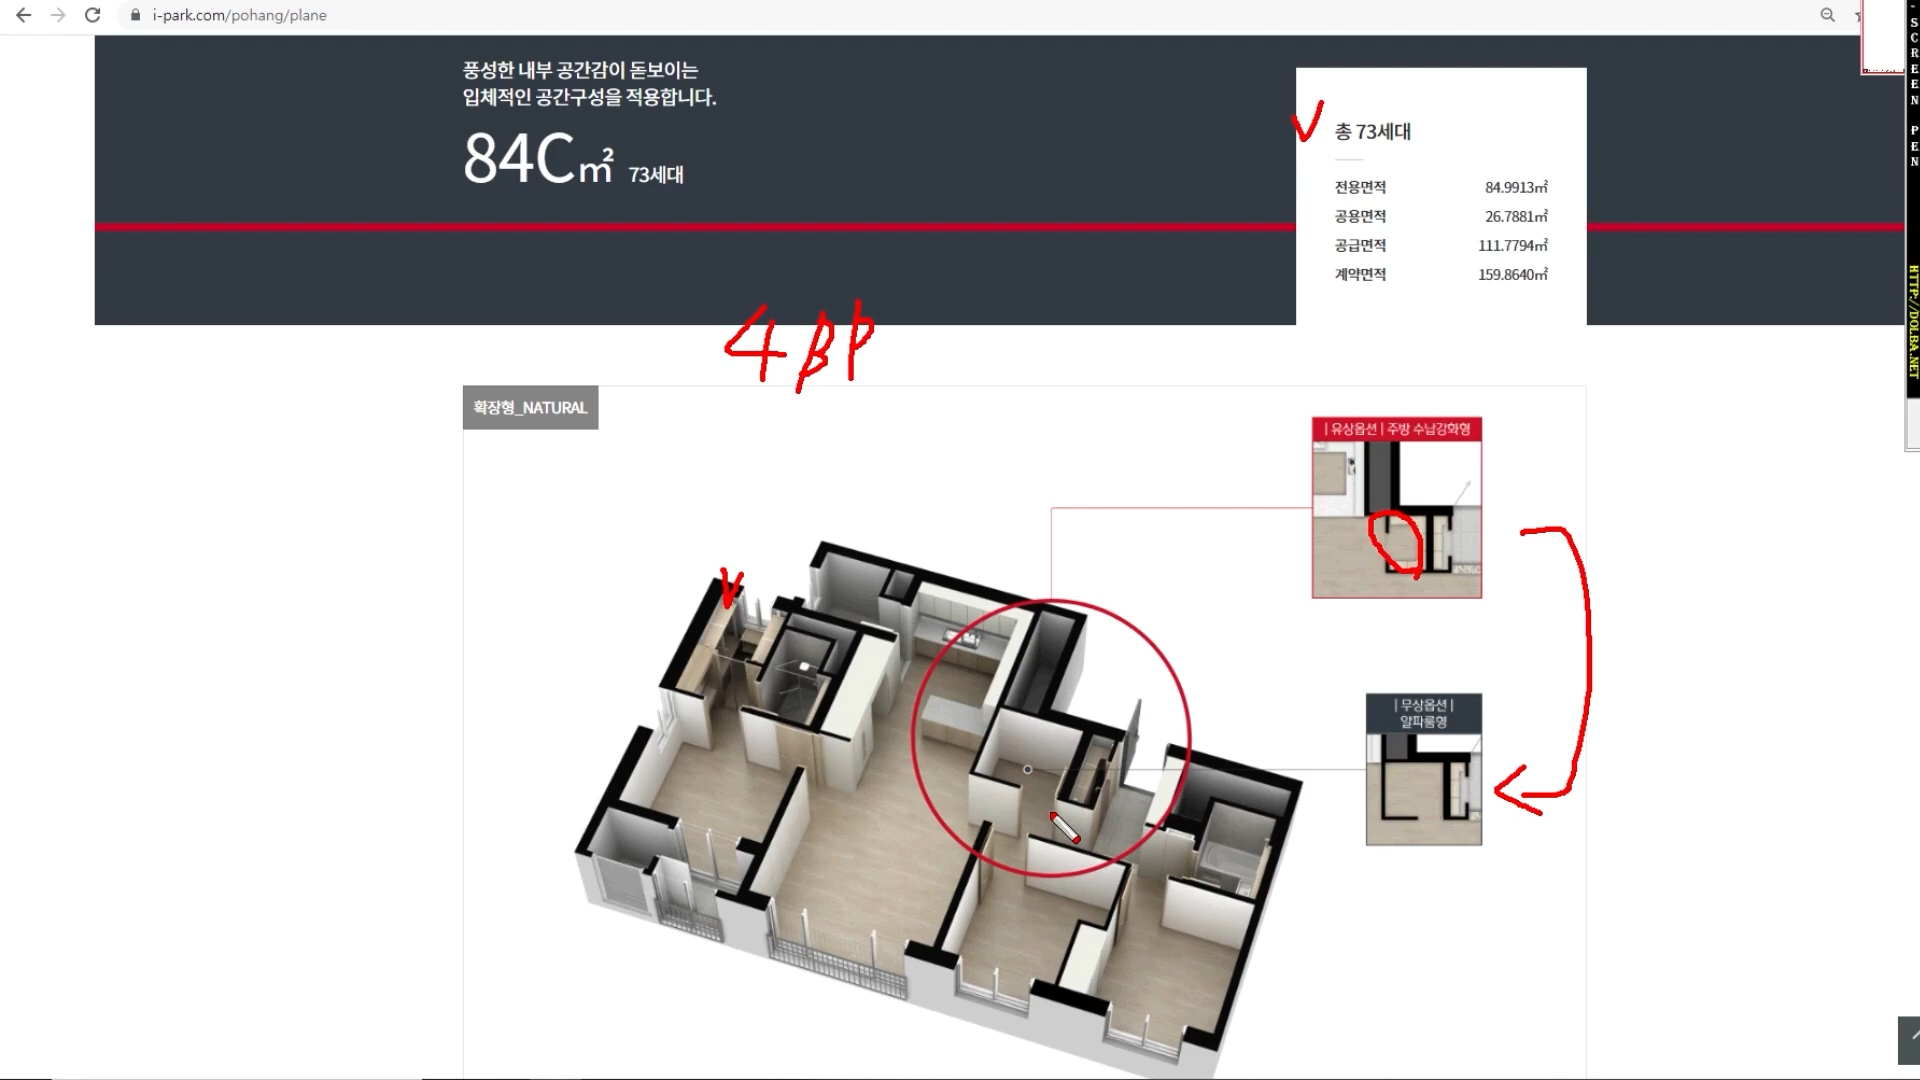 i-park.com/pohang/plane
풍성한 내부 공간감이 돋보이는
입체적인 공간구성을 적용합니다.
84C㎡ 73세대
총 73세대
전용면적 84.9913㎡
공용면적 26.7881㎡
공급면적 111.7794㎡
계약면적 159.8640㎡
확장형_NATURAL
| 유상옵션 | 주방 수납강화형
| 무상옵션 |
알파룸형
- SCREEN PEN
HTTP://DOLBA.NET